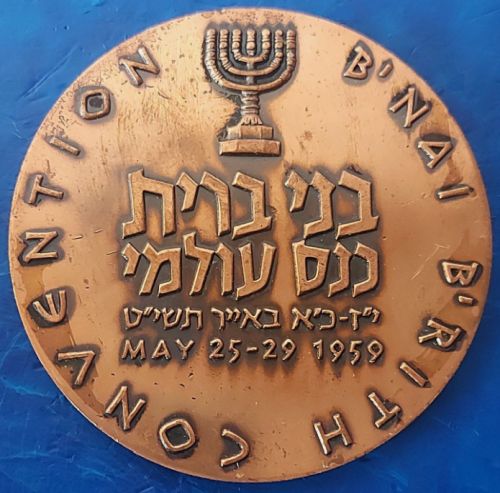 B'NAI B'RITH CONVENTION
בני ברית
כנס עולמי
י"ז-כ"א באייר תשי"ט
MAY 25-29 1959